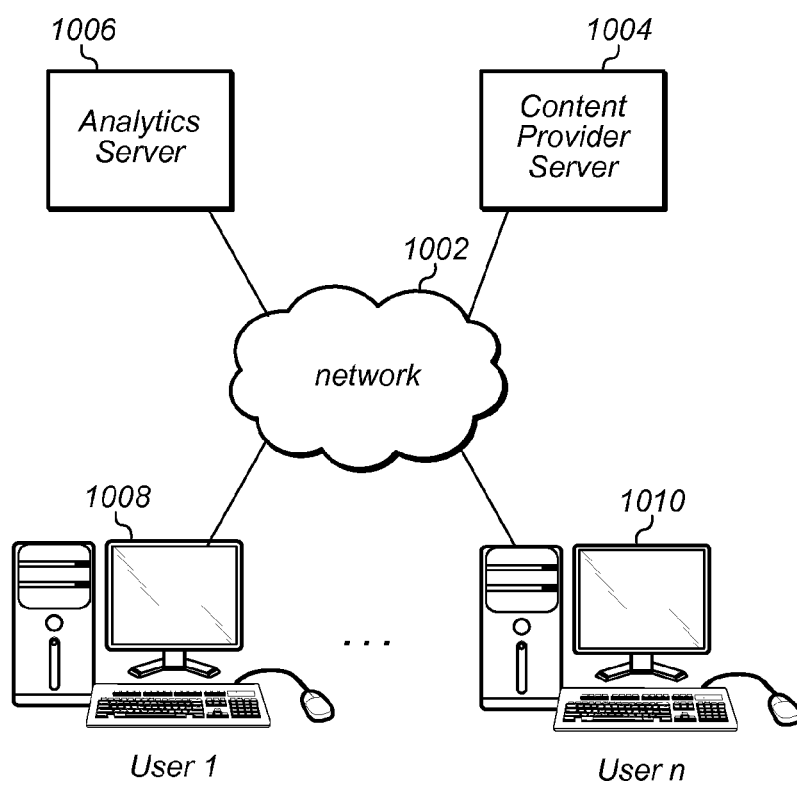 1006
1004
Analytics
Server
Content
Provider
Server
1002
network
1008
1010
...
User 1
User n